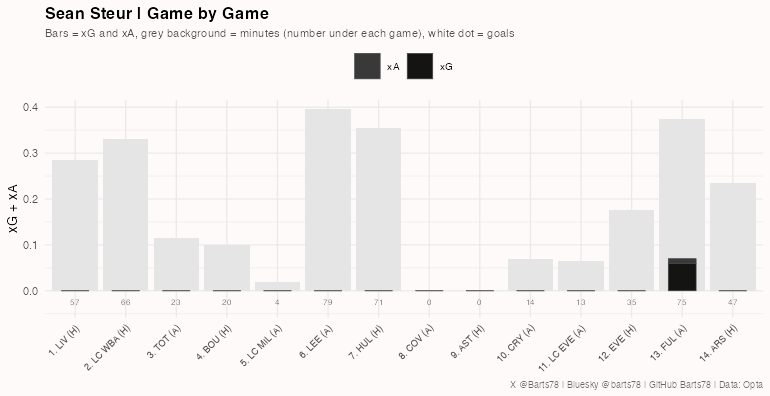 Sean Steur | Game by Game
Bars = xG and xA, grey background = minutes (number under each game), white dot = goals
xA xG
xG + xA
0.4
0.3
0.2
0.1
0.0
57 66 23 20 4 79 71 0 0 14 13 35 75 47
1. LIV (H)
2. LC WBA (H)
3. TOT (A)
4. BOU (H)
5. LC MIL (A)
6. LEE (A)
7. HUL (H)
8. COV (A)
9. AST (H)
10. CRY (A)
11. LC EVE (A)
12. EVE (H)
13. FUL (A)
14. ARS (H)
X @Barts78 | Bluesky @barts78 | GitHub Barts78 | Data: Opta